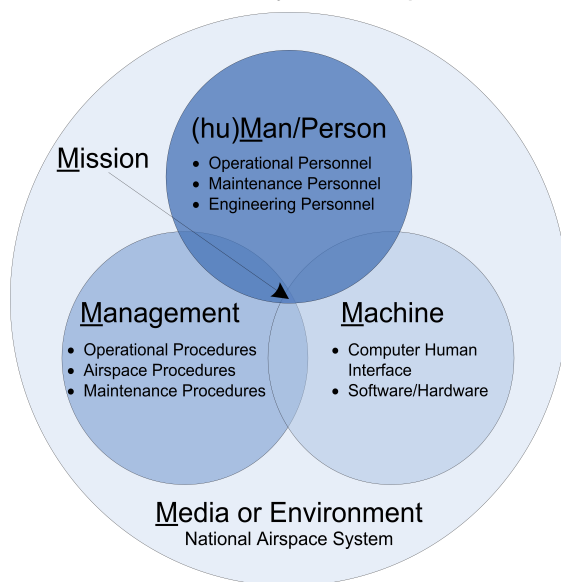 (hu)Man/Person
• Operational Personnel
• Maintenance Personnel
• Engineering Personnel
Mission
Management
• Operational Procedures
• Airspace Procedures
• Maintenance Procedures
Machine
• Computer Human
Interface
• Software/Hardware
Media or Environment
National Airspace System